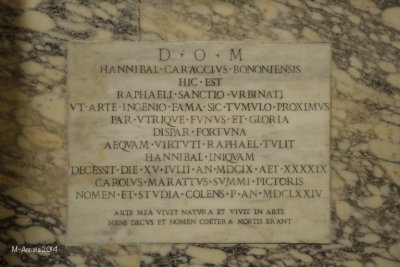 D·O·M
HANNIBAL·CARACCIVS·BONONIENSIS
HIC·EST
RAPHAELI·SANCTIO·VRBINATI
VT·ARTE·INGENIO·FAMA·SIC·TVMVLO·PROXIMVS
PAR·VTRIQVE·FVNVS·ET·GLORIA
DISPAR·FORTVNA
AEQVAM·VIRTVTI·RAPHAEL·TVLIT
HANNIBAL·INIQVAM
DECESSIT·DIE·XV·IVLII·AN·MDCIX·AET·XXXXIX
CAROLVS·MARATTVS·SVMMI·PICTORIS
NOMEN·ET·STVDIA·COLENS·P·AN·MDCLXXIV
ARTE MEA VIVIT NATVRA ET VIVIT IN ARTE
MENS DECVS ET NOMEN COETERA MORTIS ERANT
M-Accela 2014